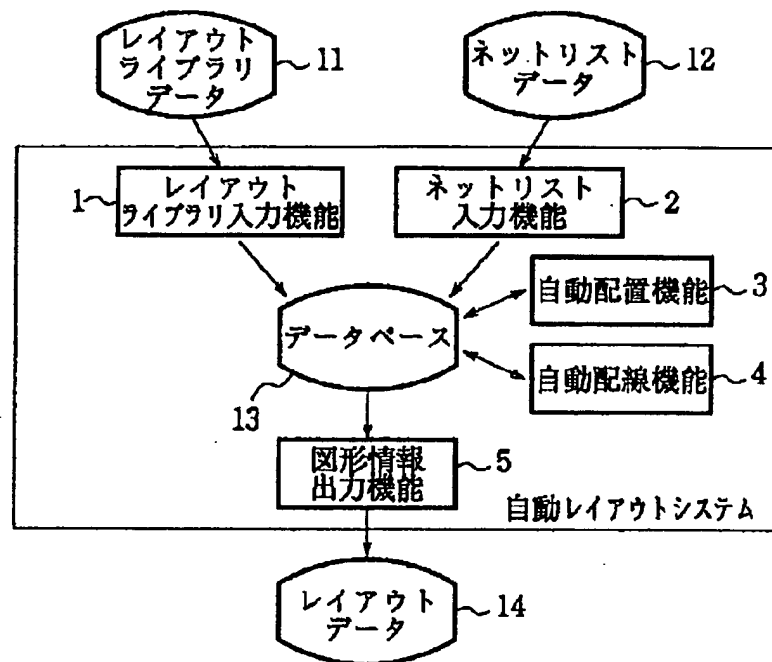 レイアウト
ライブラリ
データ
11
ネットリスト
データ
12
1
レイアウト
ライブラリ入力機能
ネットリスト
入力機能
2
データベース
13
自動配置機能
3
自動配線機能
4
図形情報
出力機能
5
自動レイアウトシステム
レイアウト
データ
14